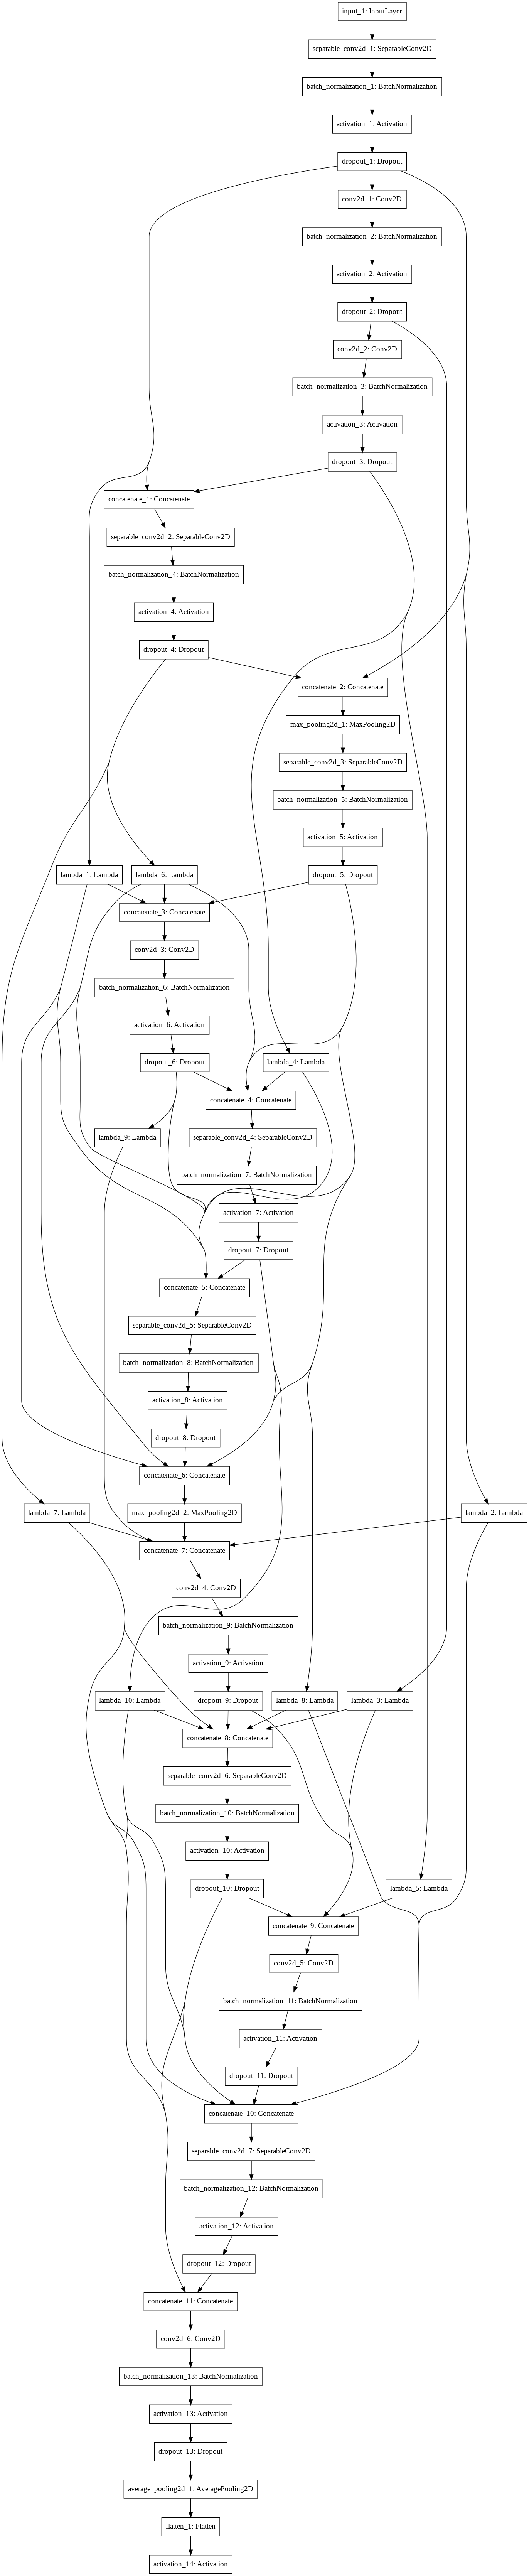 input_1: InputLayer
separable_conv2d_1: SeparableConv2D
batch_normalization_1: BatchNormalization
activation_1: Activation
dropout_1: Dropout
conv2d_1: Conv2D
batch_normalization_2: BatchNormalization
activation_2: Activation
dropout_2: Dropout
conv2d_2: Conv2D
batch_normalization_3: BatchNormalization
activation_3: Activation
dropout_3: Dropout
concatenate_1: Concatenate
separable_conv2d_2: SeparableConv2D
batch_normalization_4: BatchNormalization
activation_4: Activation
dropout_4: Dropout
concatenate_2: Concatenate
max_pooling2d_1: MaxPooling2D
separable_conv2d_3: SeparableConv2D
batch_normalization_5: BatchNormalization
activation_5: Activation
lambda_1: Lambda
lambda_6: Lambda
dropout_5: Dropout
concatenate_3: Concatenate
conv2d_3: Conv2D
batch_normalization_6: BatchNormalization
activation_6: Activation
dropout_6: Dropout
lambda_4: Lambda
concatenate_4: Concatenate
lambda_9: Lambda
separable_conv2d_4: SeparableConv2D
batch_normalization_7: BatchNormalization
activation_7: Activation
dropout_7: Dropout
concatenate_5: Concatenate
separable_conv2d_5: SeparableConv2D
batch_normalization_8: BatchNormalization
activation_8: Activation
dropout_8: Dropout
concatenate_6: Concatenate
lambda_7: Lambda
max_pooling2d_2: MaxPooling2D
lambda_2: Lambda
concatenate_7: Concatenate
conv2d_4: Conv2D
batch_normalization_9: BatchNormalization
activation_9: Activation
lambda_10: Lambda
dropout_9: Dropout
lambda_8: Lambda
lambda_3: Lambda
concatenate_8: Concatenate
separable_conv2d_6: SeparableConv2D
batch_normalization_10: BatchNormalization
activation_10: Activation
dropout_10: Dropout
lambda_5: Lambda
concatenate_9: Concatenate
conv2d_5: Conv2D
batch_normalization_11: BatchNormalization
activation_11: Activation
dropout_11: Dropout
concatenate_10: Concatenate
separable_conv2d_7: SeparableConv2D
batch_normalization_12: BatchNormalization
activation_12: Activation
dropout_12: Dropout
concatenate_11: Concatenate
conv2d_6: Conv2D
batch_normalization_13: BatchNormalization
activation_13: Activation
dropout_13: Dropout
average_pooling2d_1: AveragePooling2D
flatten_1: Flatten
activation_14: Activation